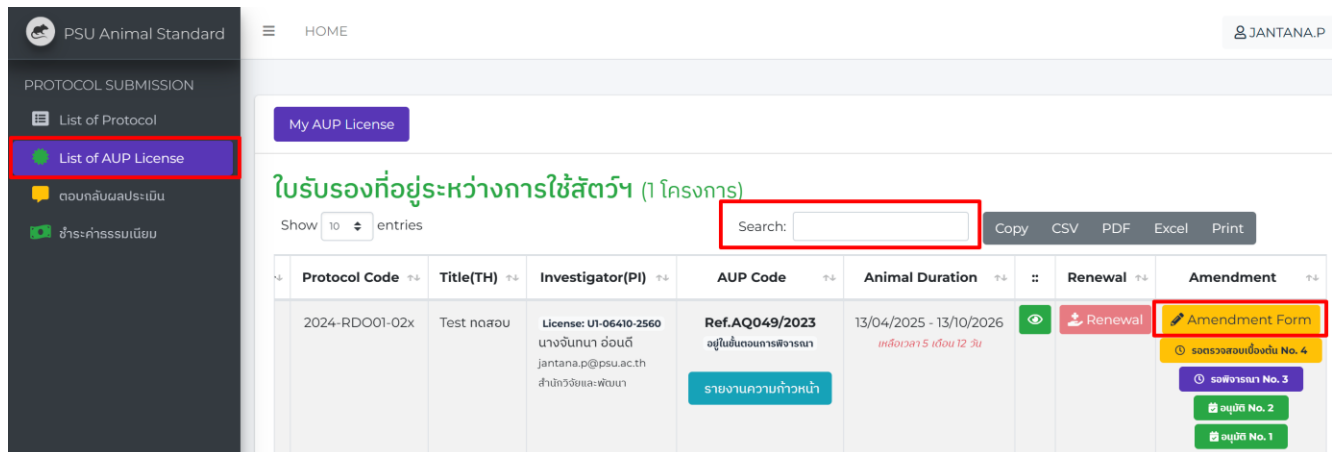 PSU Animal Standard
HOME
JANTANA.P
PROTOCOL SUBMISSION
List of Protocol
List of AUP License
ตอบกลับผลประเมิน
ชำระค่าธรรมเนียม
My AUP License
ใบรับรองที่อยู่ระหว่างการใช้สัตว์ฯ (1 โครงการ)
Show 10 entries
Search:
Copy CSV PDF Excel Print
Protocol Code Title(TH) Investigator(PI) AUP Code Animal Duration :: Renewal Amendment
2024-RDO01-02x
Test ทดสอบ
License: U1-06410-2560
นางจันทนา อ่อนดี
jantana.p@psu.ac.th
สำนักวิจัยและพัฒนา
Ref.AQ049/2023
อยู่ในขั้นตอนการพิจารณา
รายงานความก้าวหน้า
13/04/2025 - 13/10/2026
เหลือเวลา 5 เดือน 12 วัน
Renewal
Amendment Form
รอตรวจสอบเบื้องต้น No. 4
รอพิจารณา No. 3
อนุมัติ No. 2
อนุมัติ No. 1